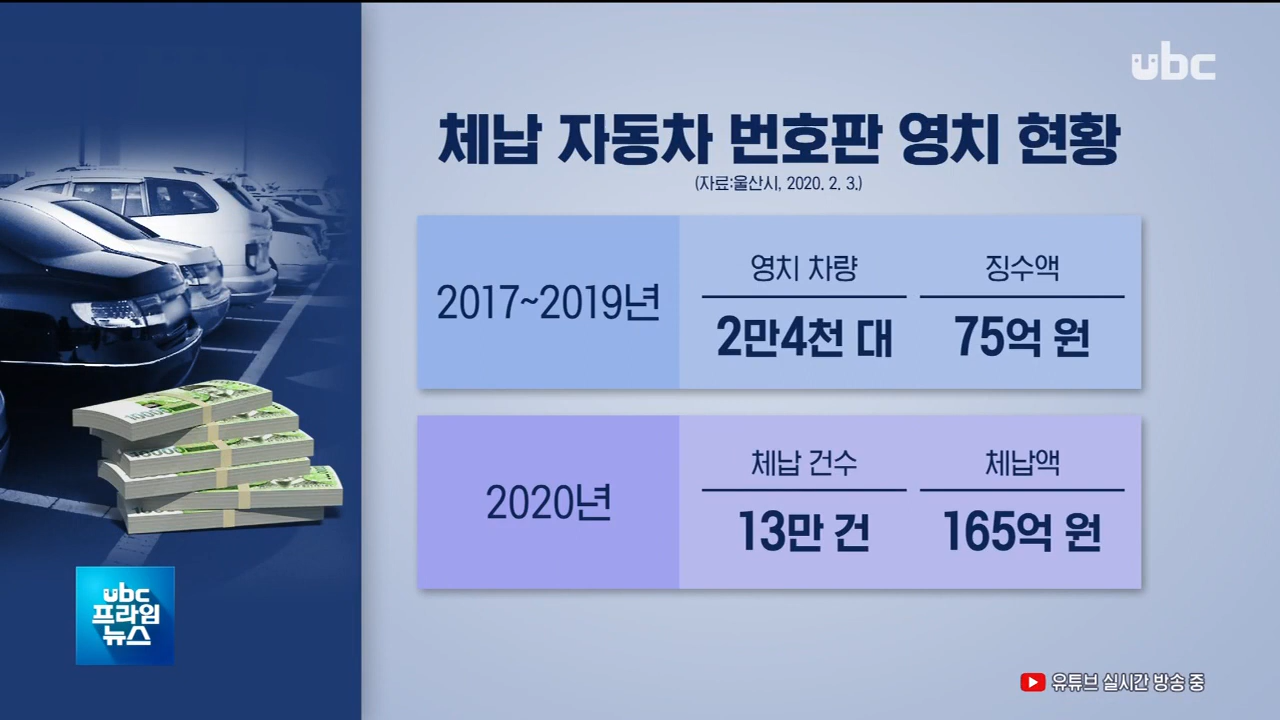 ubc
체납 자동차 번호판 영치 현황
(자료:울산시, 2020. 2. 3.)
2017~2019년
영치 차량
징수액
2만4천 대
75억 원
2020년
체납 건수
체납액
13만 건
165억 원
10000
ubc
프라임
뉴스
유튜브 실시간 방송 중